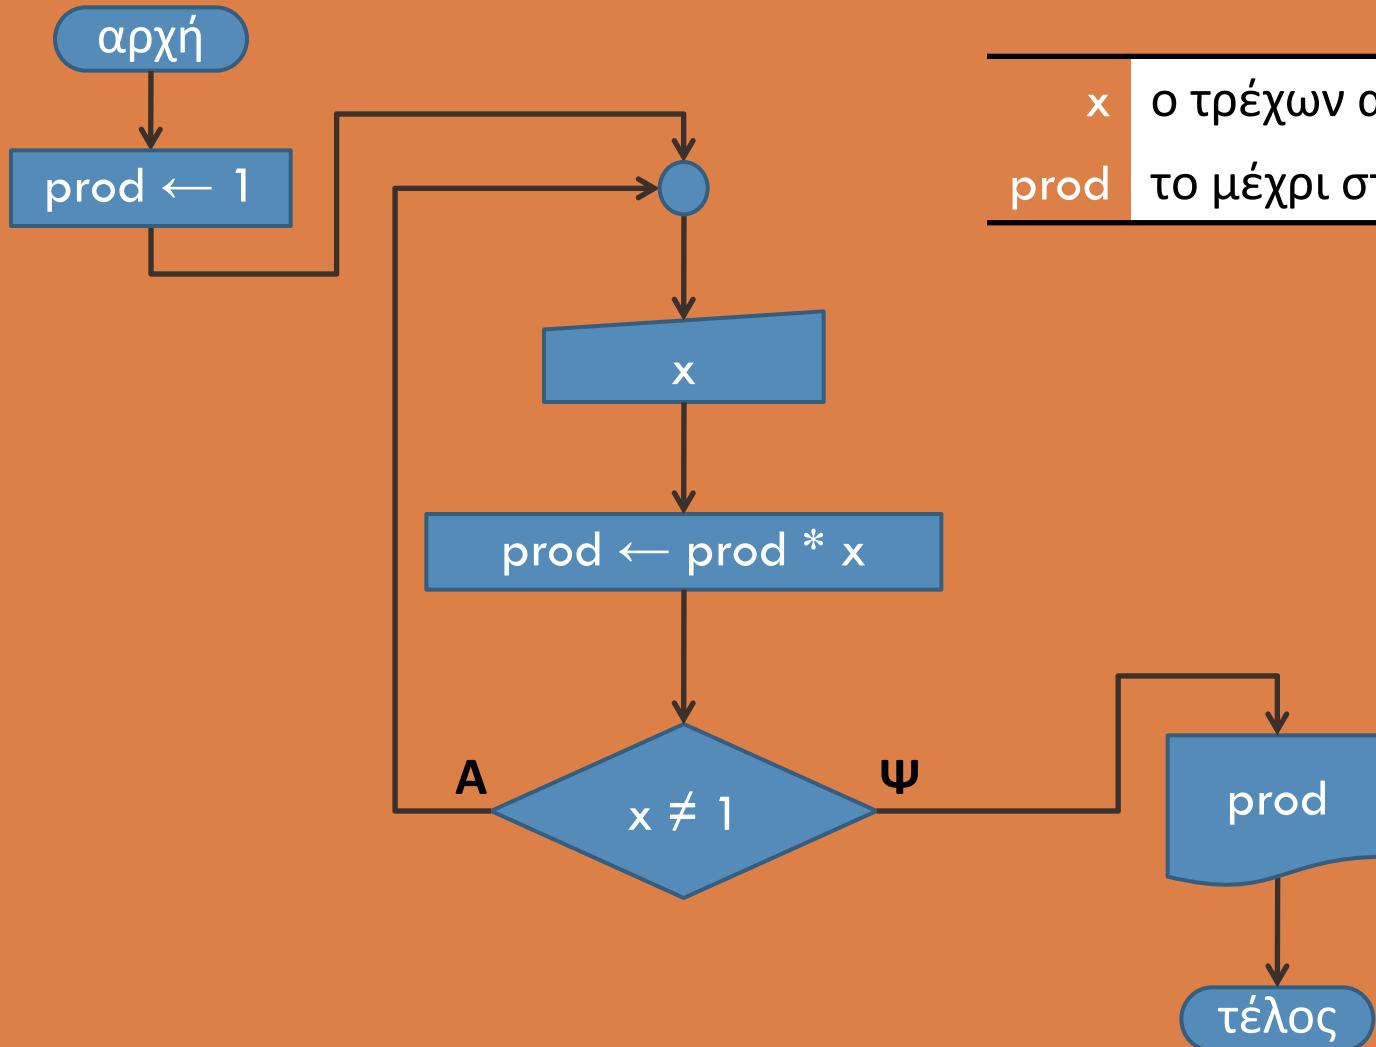 αρχή
prod ← 1
x ο τρέχων
prod το μέχρι
x
prod ← prod * x
Α
x ≠ 1
Ψ
prod
τέλος